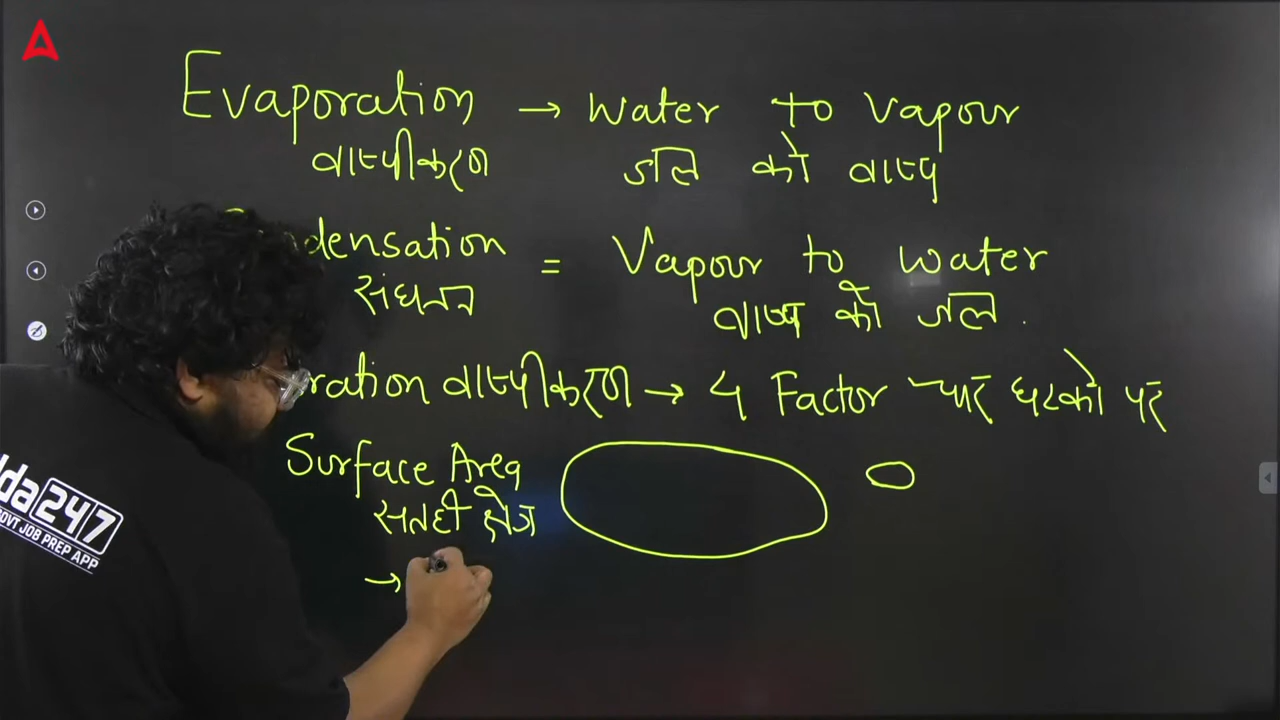 Evaporation → Water to Vapour
वाष्पीकरण जल को वाष्प
densation = Vapour to water
संघनन वाष्प को जल.
ration वाष्पीकरण → 4 Factor चार घटको पर
Surface Area
सतही क्षेत्र
→
da247
GOVT JOB PREP APP